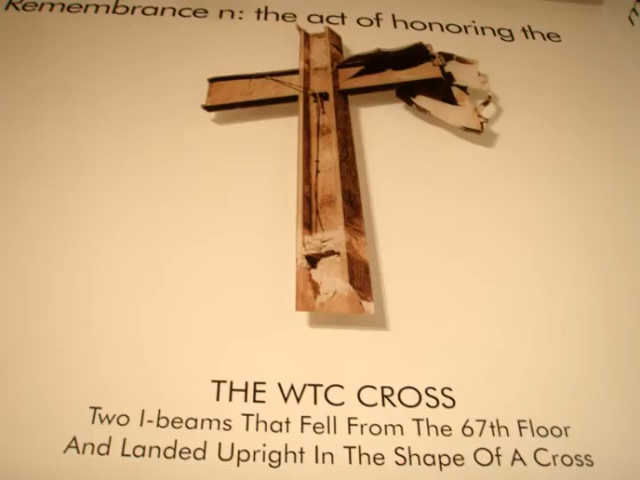 Remembrance n: the act of honoring the
THE WTC CROSS
Two I-beams That Fell From The 67th Floor
And Landed Upright In The Shape Of A Cross